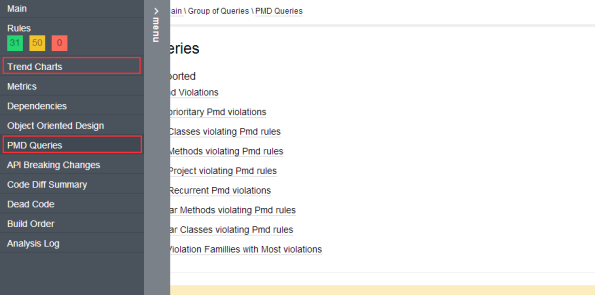 Main
Rules
31 50 0
Trend Charts
Metrics
Dependencies
Object Oriented Design
PMD Queries
API Breaking Changes
Code Diff Summary
Dead Code
Build Order
Analysis Log
menu
ain \ Group of Queries \ PMD Queries
eries
ported
nd Violations
prioritary Pmd violations
Classes violating Pmd rules
Methods violating Pmd rules
Project violating Pmd rules
Recurrent Pmd violations
ar Methods violating Pmd rules
ar Classes violating Pmd rules
Violation Famillies with Most violations